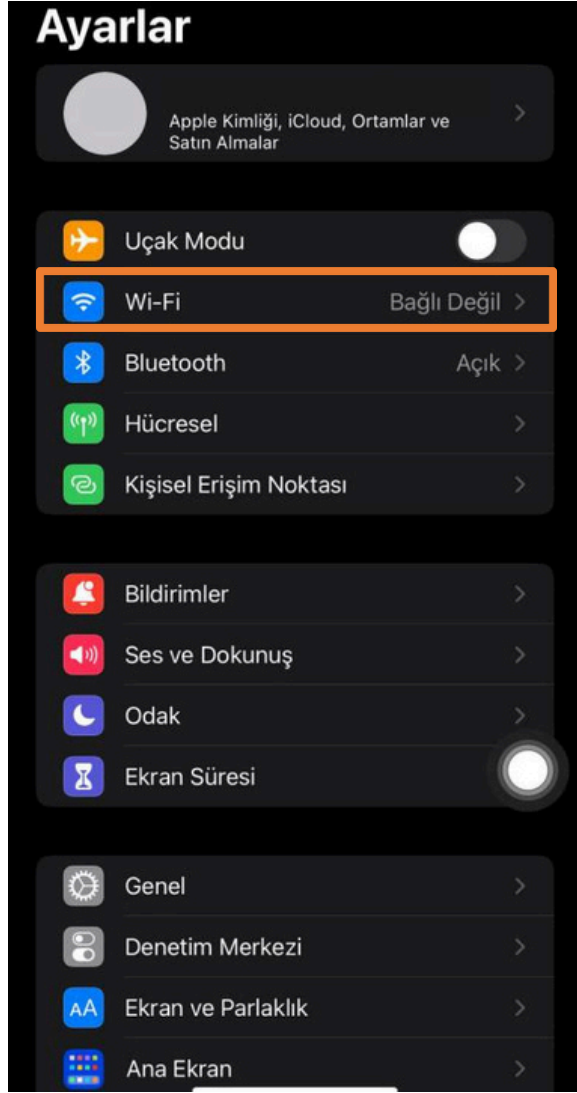 Ayarlar
Apple Kimliği, iCloud, Ortamlar ve
Satın Almalar
Uçak Modu
Wi-Fi Bağlı Değil
Bluetooth Açık
Hücresel
Kişisel Erişim Noktası
Bildirimler
Ses ve Dokunuş
Odak
Ekran Süresi
Genel
Denetim Merkezi
AA Ekran ve Parlaklık
Ana Ekran